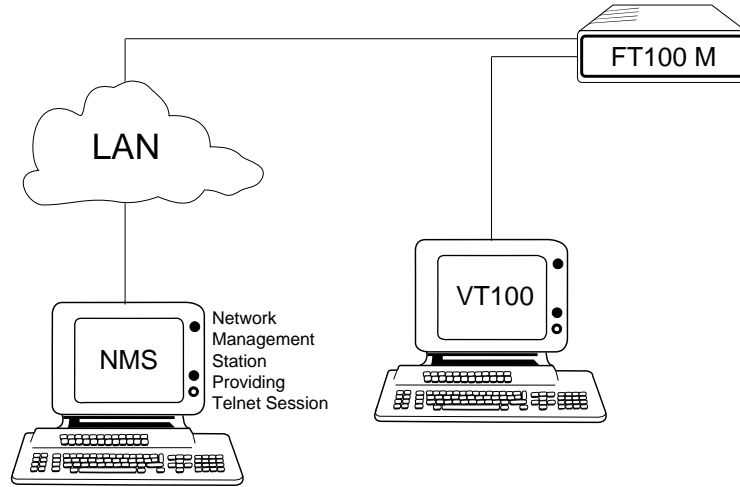 FT100 M
LAN
VT100
NMS
Network
Management
Station
Providing
Telnet Session